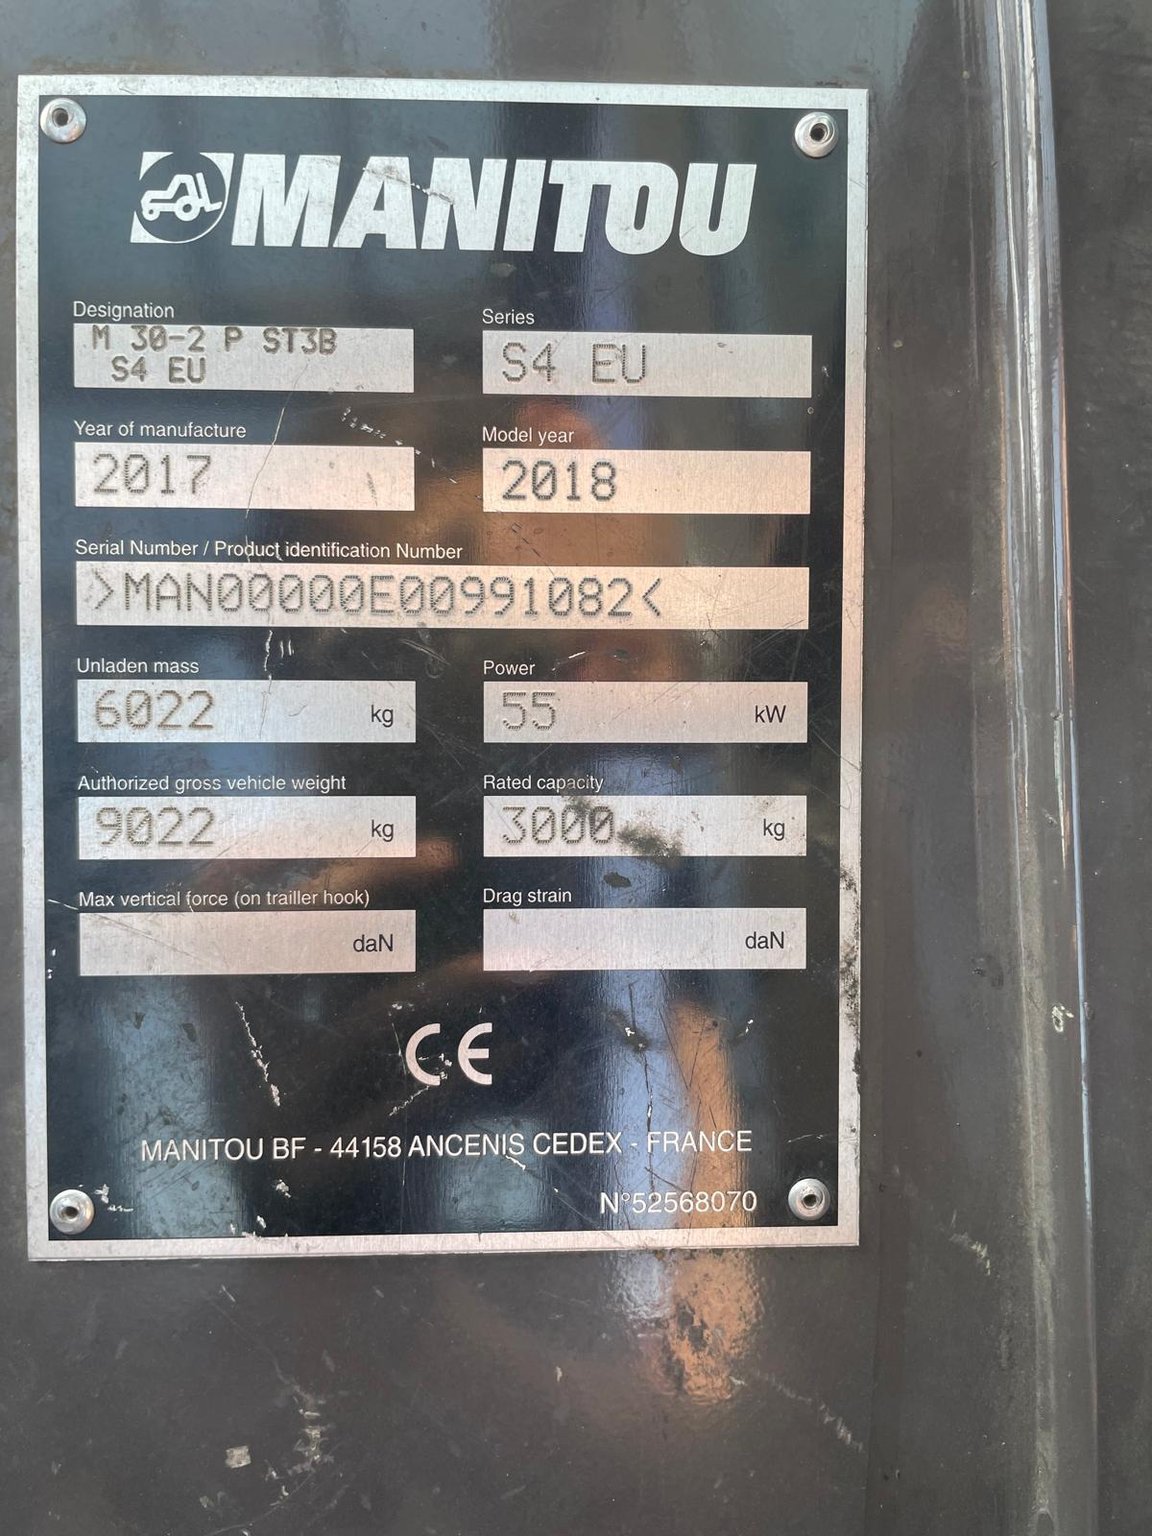 MANITOU
Designation
M 30-2 P ST3B
S4 EU
Series
S4 EU
Year of manufacture
2017
Model year
2018
Serial Number / Product identification Number
>MAN00000E00991082<
Unladen mass
6022 kg
Power
55 kW
Authorized gross vehicle weight
9022 kg
Rated capacity
3000 kg
Max vertical force (on trailler hook)
daN
Drag strain
daN
CE
MANITOU BF - 44158 ANCENIS CEDEX - FRANCE
N°52568070